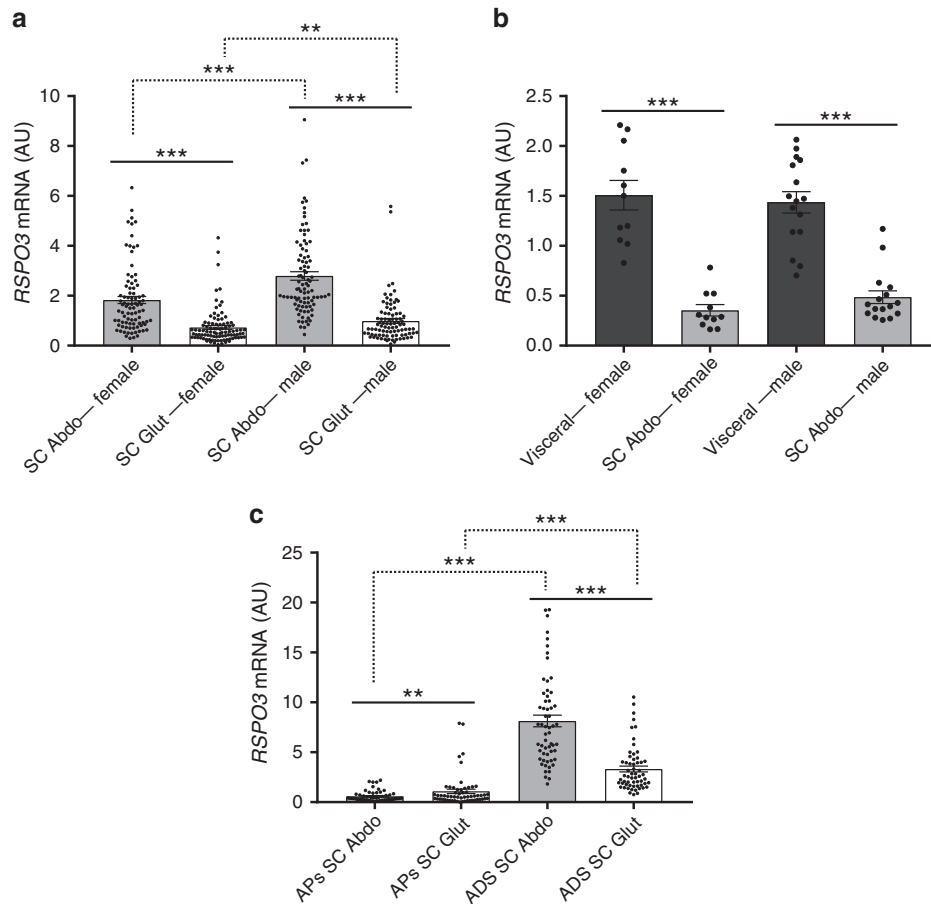 a
**
***
***
***
10
8
6
4
2
0
RSPO3 mRNA (AU)
SC Abdo— female
SC Glut —female
SC Abdo— male
SC Glut —male
b
***
***
2.5
2.0
1.5
1.0
0.5
0.0
RSPO3 mRNA (AU)
Visceral— female
SC Abdo— female
Visceral —male
SC Abdo— male
c
***
***
***
**
25
20
15
10
5
0
RSPO3 mRNA (AU)
APs SC Abdo
APs SC Glut
ADS SC Abdo
ADS SC Glut